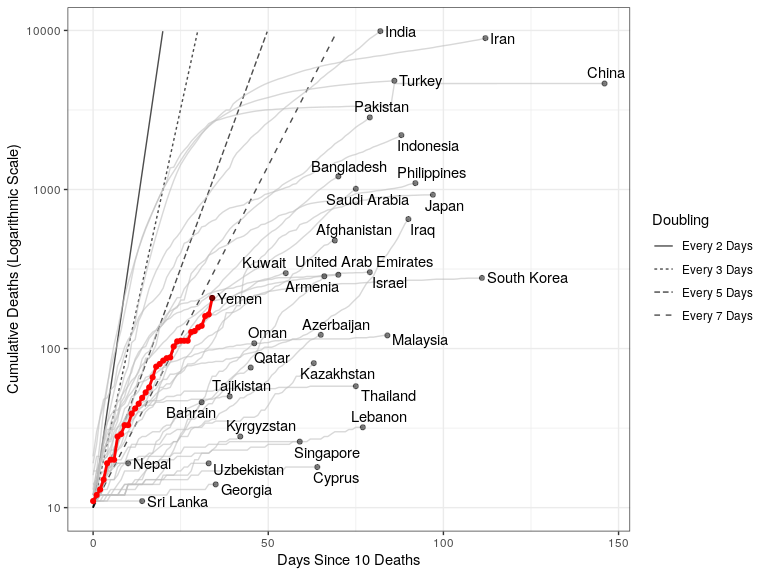 10000
1000
100
10
Cumulative Deaths (Logarithmic Scale)
India
Iran
China
Turkey
Pakistan
Indonesia
Bangladesh
Philippines
Saudi Arabia
Japan
Afghanistan
Iraq
Kuwait
United Arab Emirates
Armenia
Israel
South Korea
Yemen
Oman
Azerbaijan
Malaysia
Qatar
Kazakhstan
Tajikistan
Thailand
Bahrain
Lebanon
Kyrgyzstan
Singapore
Nepal
Uzbekistan
Cyprus
Georgia
Sri Lanka
0
50
100
150
Days Since 10 Deaths
Doubling
Every 2 Days
Every 3 Days
Every 5 Days
Every 7 Days